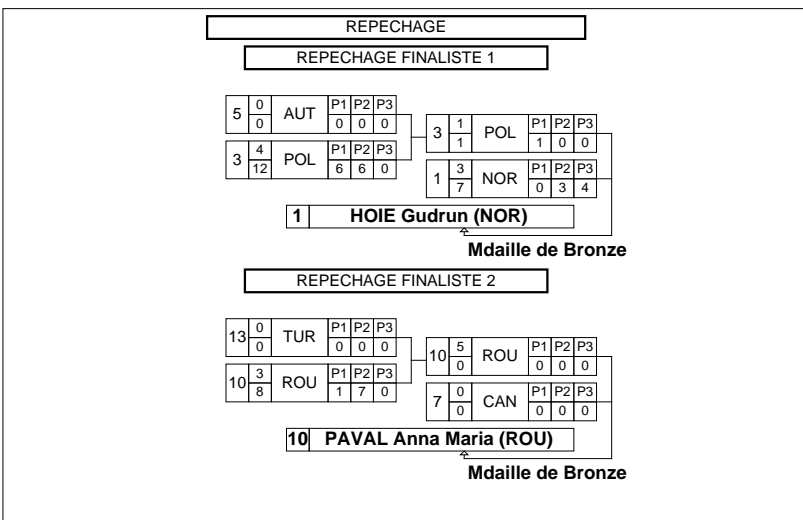 REPECHAGE
REPECHAGE FINALISTE 1
5 0 AUT P1 P2 P3
0 0 0 0
3 4 POL P1 P2 P3
12 6 6 0
3 1 POL P1 P2 P3
1 1 0 0
1 3 NOR P1 P2 P3
7 0 3 4
1 HOIE Gudrun (NOR)
Mdaille de Bronze
REPECHAGE FINALISTE 2
13 0 TUR P1 P2 P3
0 0 0 0
10 3 ROU P1 P2 P3
8 1 7 0
10 5 ROU P1 P2 P3
0 0 0 0
7 0 CAN P1 P2 P3
0 0 0 0
10 PAVAL Anna Maria (ROU)
Mdaille de Bronze